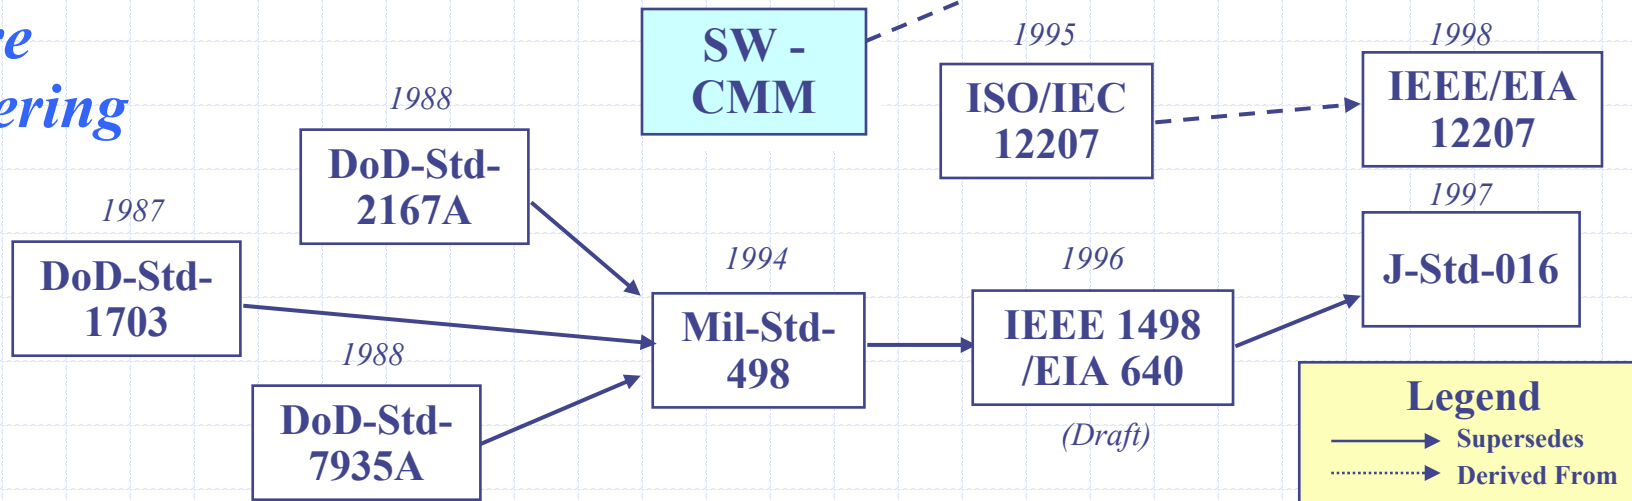 SW -
CMM
1995
ISO/IEC
12207
1998
IEEE/EIA
12207
1988
DoD-Std-
2167A
1987
DoD-Std-
1703
1988
DoD-Std-
7935A
1994
Mil-Std-
498
1996
IEEE 1498
/EIA 640
(Draft)
1997
J-Std-016
Legend
Supersedes
Derived From